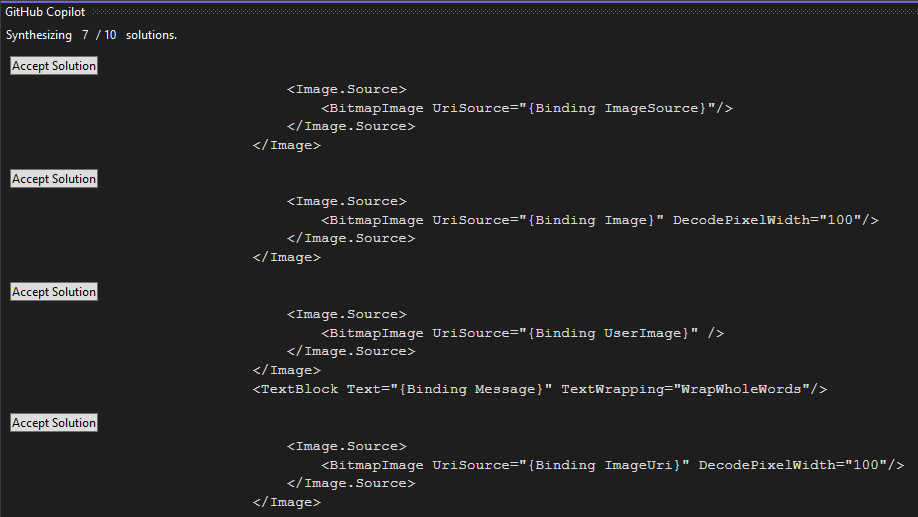 GitHub Copilot
Synthesizing 7 / 10 solutions.
Accept Solution
<Image.Source>
<BitmapImage UriSource="{Binding ImageSource}"/>
</Image.Source>
</Image>
Accept Solution
<Image.Source>
<BitmapImage UriSource="{Binding Image}" DecodePixelWidth="100"/>
</Image.Source>
</Image>
Accept Solution
<Image.Source>
<BitmapImage UriSource="{Binding UserImage}" />
</Image.Source>
</Image>
<TextBlock Text="{Binding Message}" TextWrapping="WrapWholeWords"/>
Accept Solution
<Image.Source>
<BitmapImage UriSource="{Binding ImageUri}" DecodePixelWidth="100"/>
</Image.Source>
</Image>